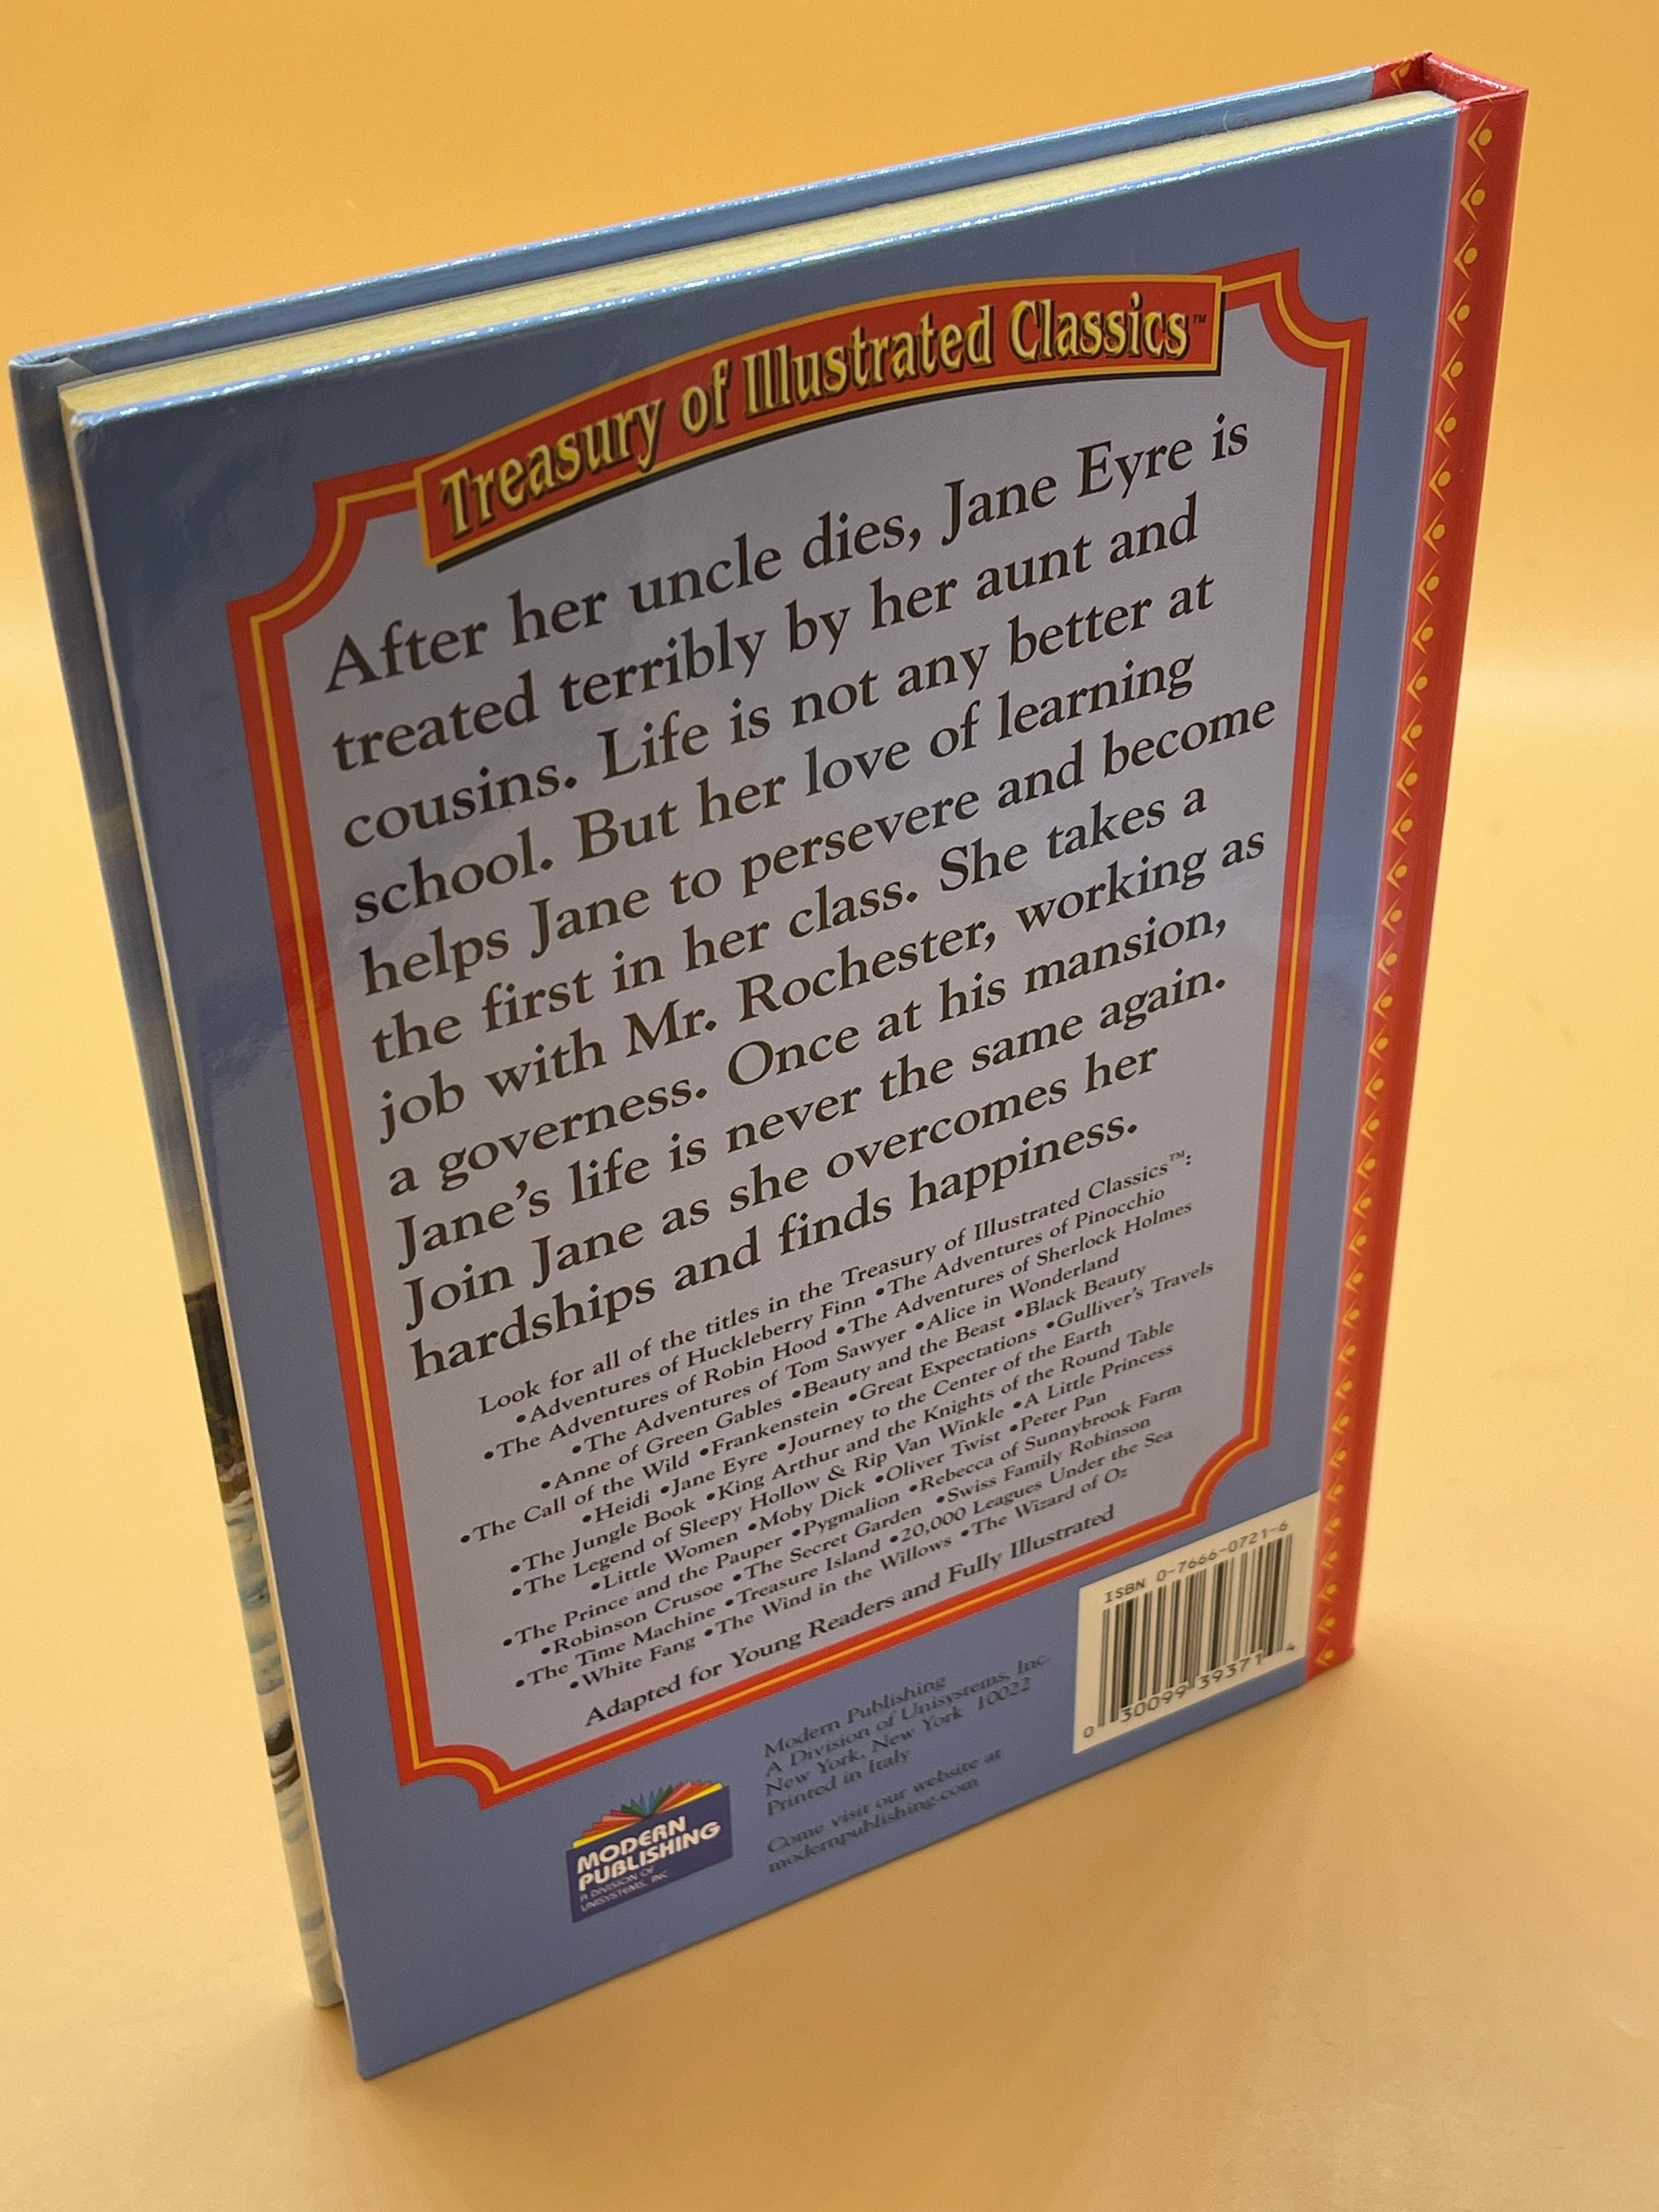 Treasury of Illustrated Classics™
After her uncle dies, Jane Eyre is
treated terribly by her aunt and
cousins. Life is not any better at
school. But her love of learning
helps Jane to persevere and become
the first in her class. She takes a
job with Mr. Rochester, working as
a governess. Once at his mansion,
Jane's life is never the same again.
Join Jane as she overcomes her
hardships and finds happiness.
Look for all of the titles in the Treasury of Illustrated Classics™:
•Adventures of Huckleberry Finn •The Adventures of Pinocchio
•The Adventures of Robin Hood •The Adventures of Sherlock Holmes
•The Adventures of Tom Sawyer •Alice in Wonderland
•Anne of Green Gables •Beauty and the Beast •Black Beauty
•The Call of the Wild •Frankenstein •Great Expectations •Gulliver's Travels
•Heidi •Jane Eyre •Journey to the Center of the Earth
•The Jungle Book •King Arthur and the Knights of the Round Table
•The Legend of Sleepy Hollow & Rip Van Winkle •A Little Princess
•Little Women •Moby Dick •Oliver Twist •Peter Pan
•The Prince and the Pauper •Pygmalion •Rebecca of Sunnybrook Farm
•Robinson Crusoe •The Secret Garden •Swiss Family Robinson
•The Time Machine •Treasure Island •20,000 Leagues Under the Sea
•White Fang •The Wind in the Willows •The Wizard of Oz
Adapted for Young Readers and Fully Illustrated
MODERN
PUBLISHING
A DIVISION OF
UNISYSTEMS, INC.
Modern Publishing
A Division of Unisystems, Inc.
New York, New York 10022
Printed in Italy
Come visit our website at
modernpublishing.com
ISBN 0-7666-0721-6
0 30099 39371 4